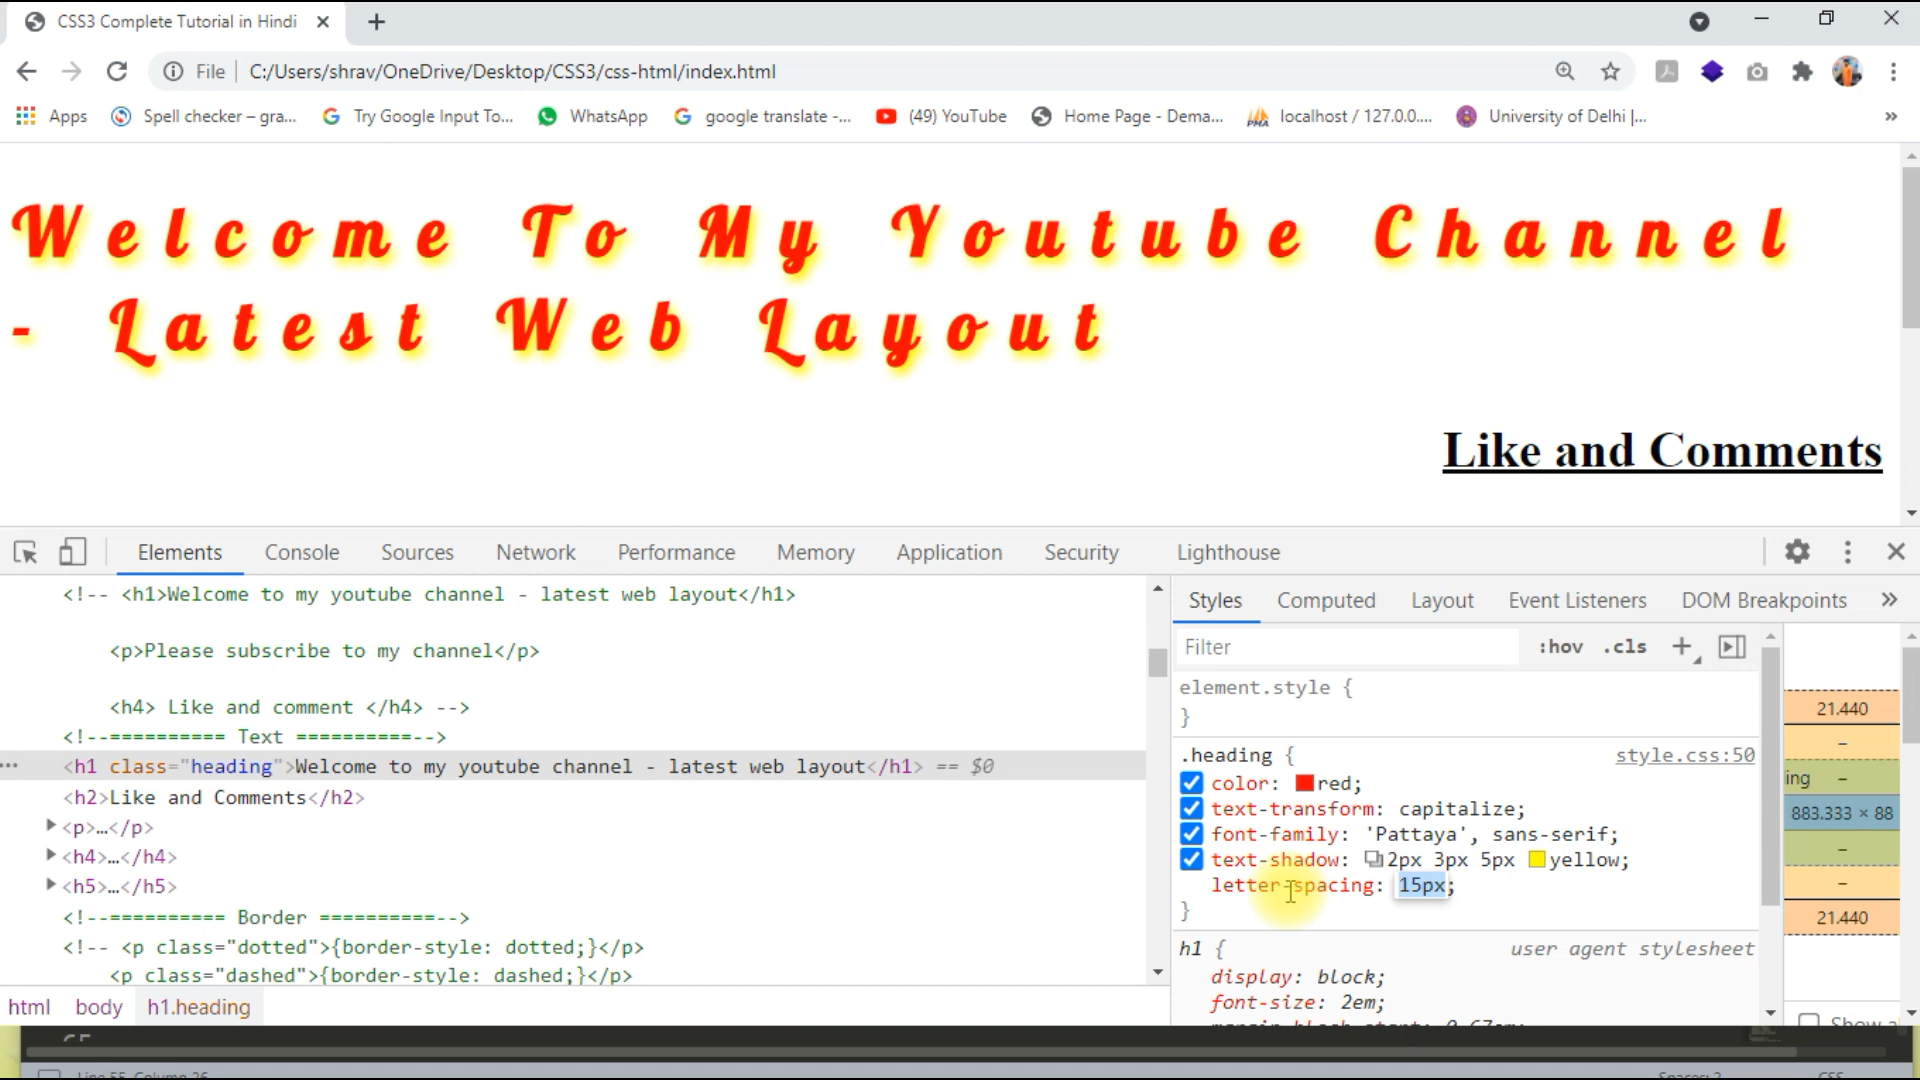 CSS3 Complete Tutorial in Hindi
File C:/Users/shrav/OneDrive/Desktop/CSS3/css-html/index.html
Apps Spell checker – gra... Try Google Input To... WhatsApp google translate -... (49) YouTube Home Page - Dema... localhost / 127.0.0.... University of Delhi |...
Welcome To My Youtube Channel
- Latest Web Layout
Like and Comments
Elements Console Sources Network Performance Memory Application Security Lighthouse
<!-- <h1>Welcome to my youtube channel - latest web layout</h1>
<p>Please subscribe to my channel</p>
<h4> Like and comment </h4> -->
<!--========== Text ==========-->
<h1 class="heading">Welcome to my youtube channel - latest web layout</h1> == $0
<h2>Like and Comments</h2>
<p>…</p>
<h4>…</h4>
<h5>…</h5>
<!--========== Border ==========-->
<!-- <p class="dotted">{border-style: dotted;}</p>
<p class="dashed">{border-style: dashed;}</p>
html body h1.heading
Styles Computed Layout Event Listeners DOM Breakpoints
Filter :hov .cls
element.style {
}
.heading { style.css:50
color: red;
text-transform: capitalize;
font-family: 'Pattaya', sans-serif;
text-shadow: 2px 3px 5px yellow;
letter-spacing: 15px;
}
h1 { user agent stylesheet
display: block;
font-size: 2em;
21.440
–
ing –
883.333 × 88
–
–
21.440